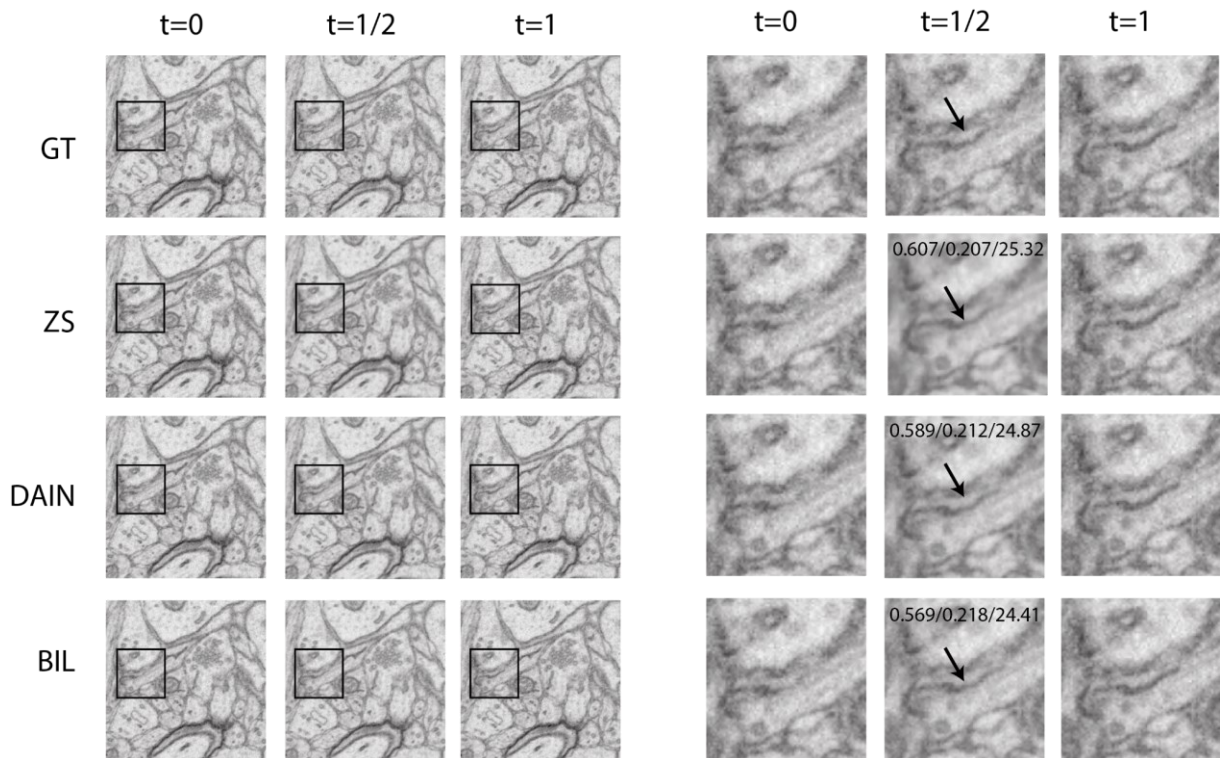 t=0 t=1/2 t=1 t=0 t=1/2 t=1
GT
ZS
0.607/0.207/25.32
DAIN
0.589/0.212/24.87
BIL
0.569/0.218/24.41